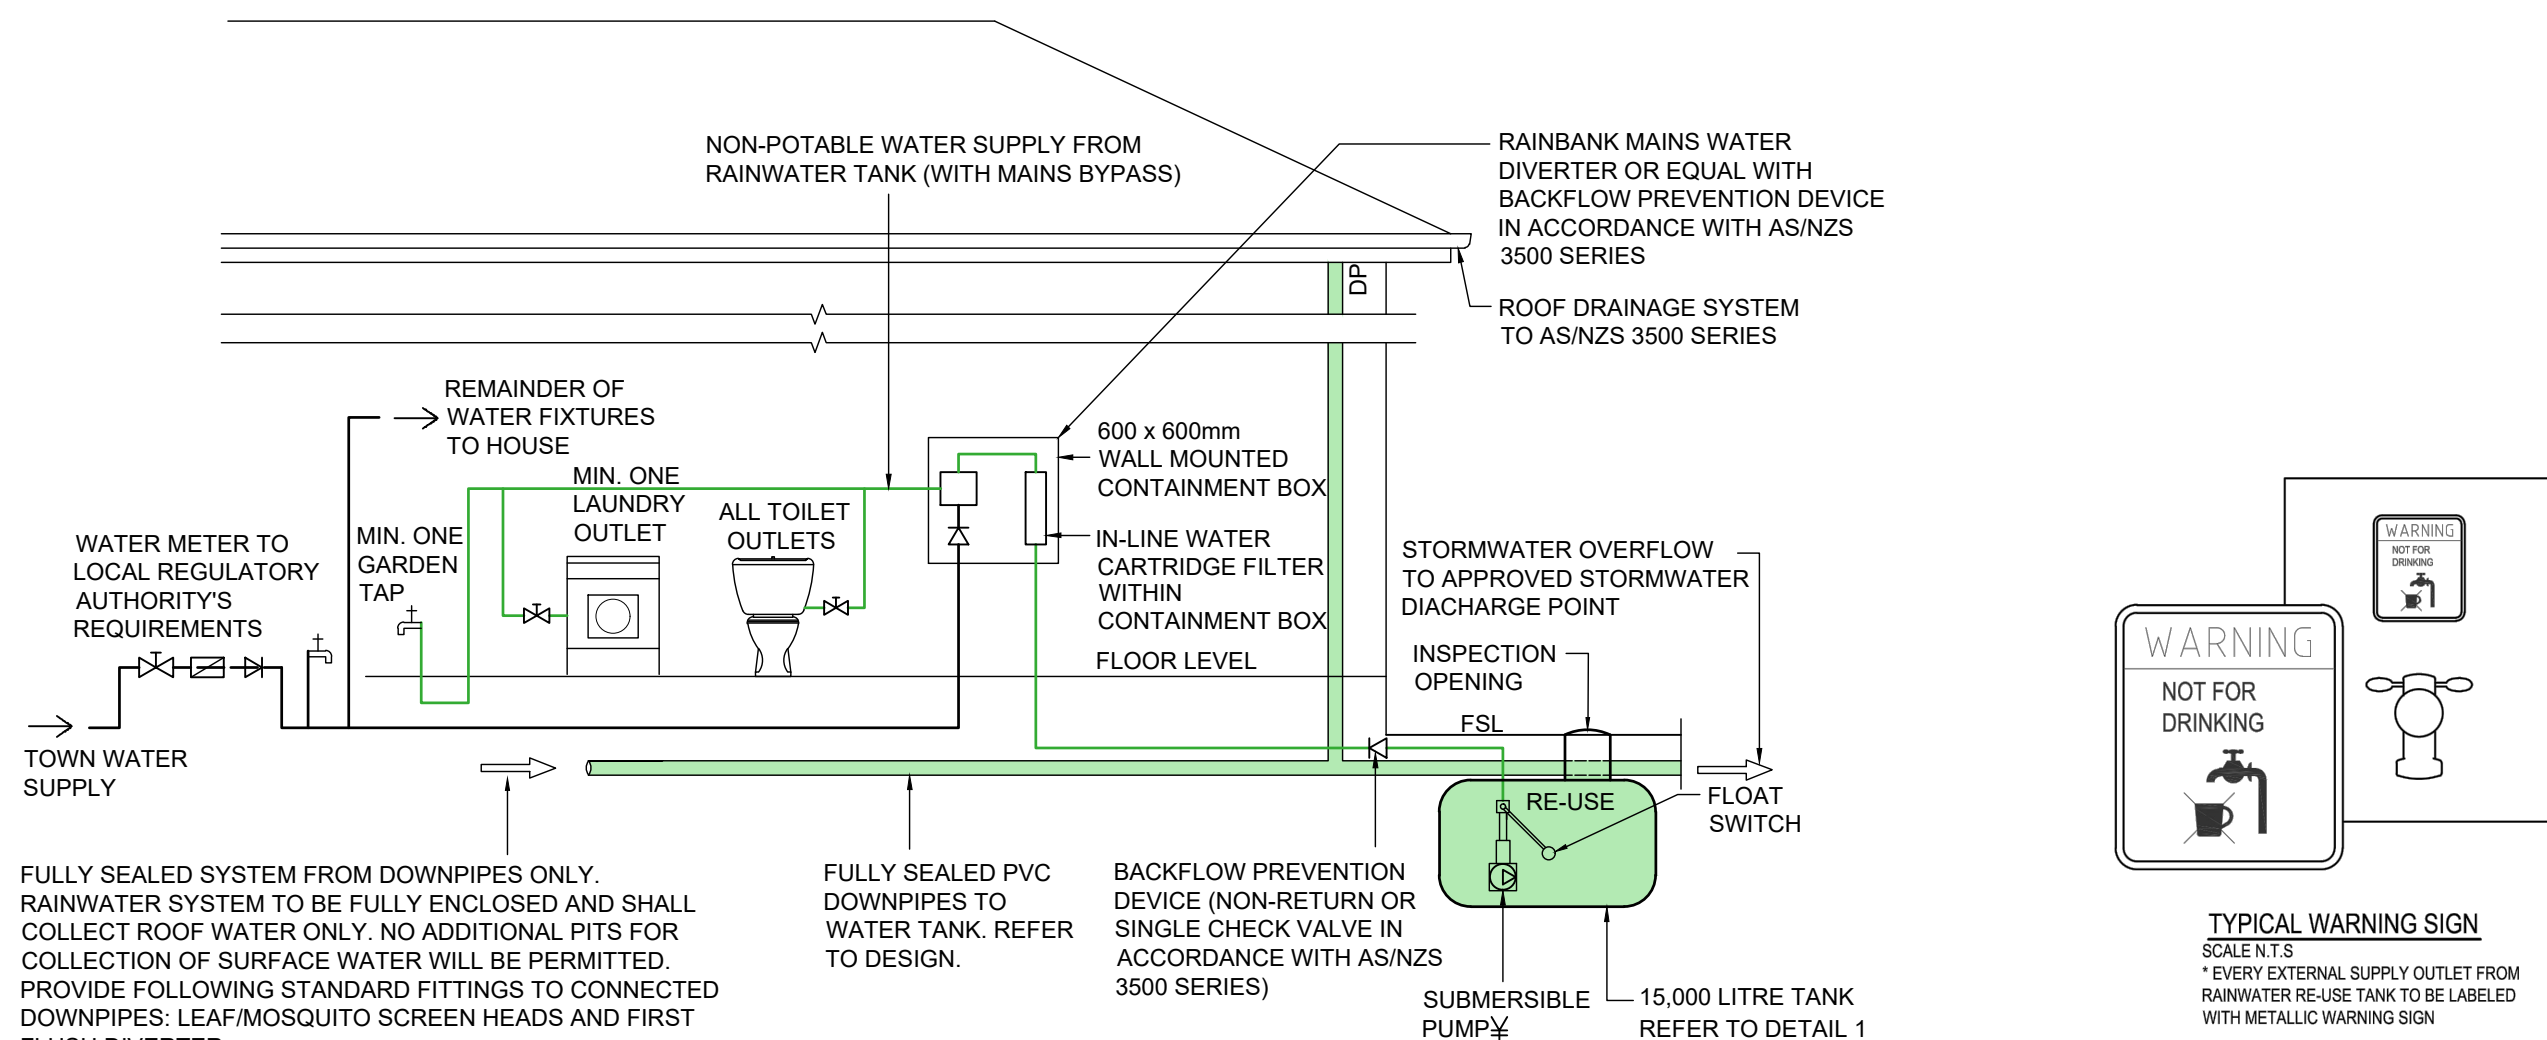 NON-POTABLE WATER SUPPLY FROM
RAINWATER TANK (WITH MAINS BYPASS)
RAINBANK MAINS WATER
DIVERTER OR EQUAL WITH
BACKFLOW PREVENTION DEVICE
IN ACCORDANCE WITH AS/NZS
3500 SERIES
DP
ROOF DRAINAGE SYSTEM
TO AS/NZS 3500 SERIES
REMAINDER OF
WATER FIXTURES
TO HOUSE
600 x 600mm
WALL MOUNTED
CONTAINMENT BOX
MIN. ONE
LAUNDRY
OUTLET
ALL TOILET
OUTLETS
MIN. ONE
GARDEN
TAP
WATER METER TO
LOCAL REGULATORY
AUTHORITY'S
REQUIREMENTS
IN-LINE WATER
CARTRIDGE FILTER
WITHIN
CONTAINMENT BOX
STORMWATER OVERFLOW
TO APPROVED STORMWATER
DIACHARGE POINT
FLOOR LEVEL
INSPECTION
OPENING
FSL
TOWN WATER
SUPPLY
RE-USE
FLOAT
SWITCH
FULLY SEALED SYSTEM FROM DOWNPIPES ONLY.
RAINWATER SYSTEM TO BE FULLY ENCLOSED AND SHALL
COLLECT ROOF WATER ONLY. NO ADDITIONAL PITS FOR
COLLECTION OF SURFACE WATER WILL BE PERMITTED.
PROVIDE FOLLOWING STANDARD FITTINGS TO CONNECTED
DOWNPIPES: LEAF/MOSQUITO SCREEN HEADS AND FIRST
FLUSH DIVERTER
FULLY SEALED PVC
DOWNPIPES TO
WATER TANK. REFER
TO DESIGN.
BACKFLOW PREVENTION
DEVICE (NON-RETURN OR
SINGLE CHECK VALVE IN
ACCORDANCE WITH AS/NZS
3500 SERIES)
SUBMERSIBLE
PUMP¥
15,000 LITRE TANK
REFER TO DETAIL 1
WARNING
NOT FOR
DRINKING
WARNING
NOT FOR
DRINKING
TYPICAL WARNING SIGN
SCALE N.T.S
* EVERY EXTERNAL SUPPLY OUTLET FROM
RAINWATER RE-USE TANK TO BE LABELED
WITH METALLIC WARNING SIGN